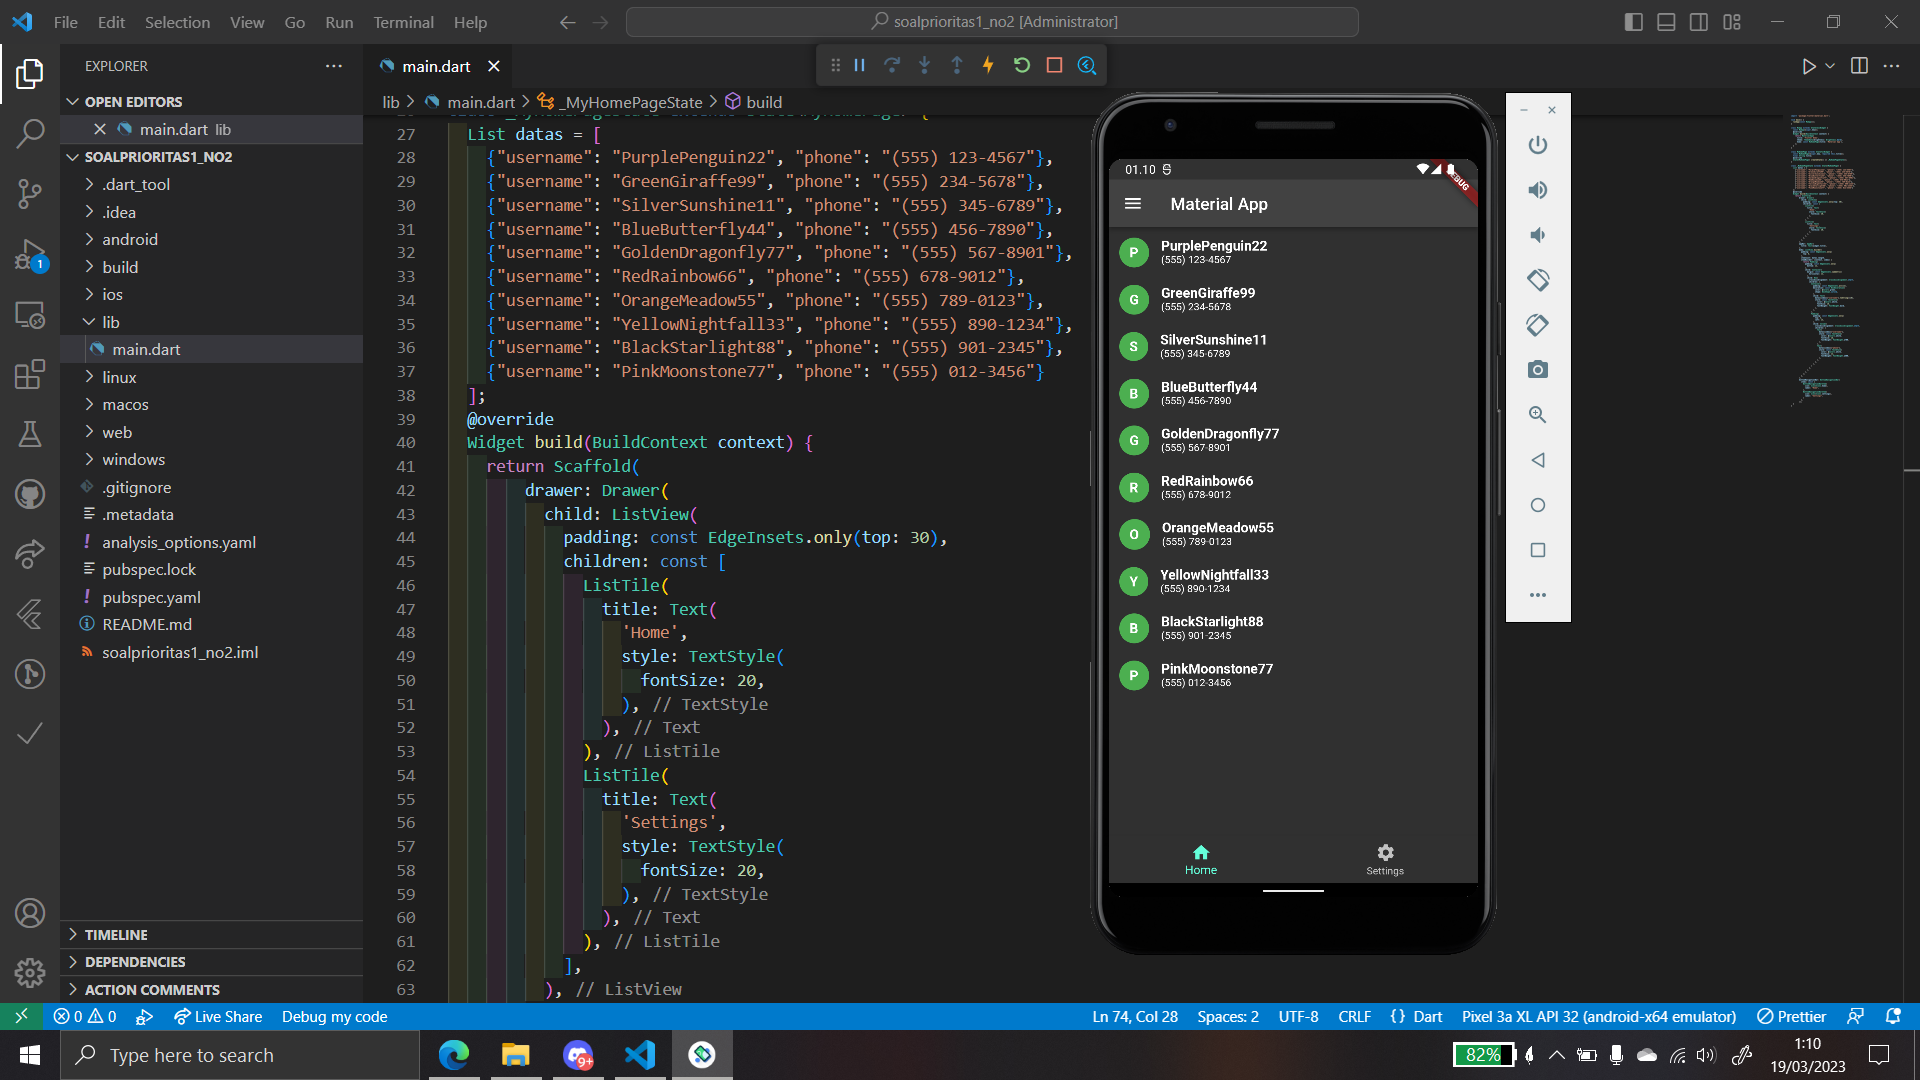 File Edit Selection View Go Run Terminal Help
soalprioritas1_no2 [Administrator]
EXPLORER
OPEN EDITORS
main.dart lib
SOALPRIORITAS1_NO2
.dart_tool
.idea
android
build
ios
lib
main.dart
linux
macos
web
windows
.gitignore
.metadata
analysis_options.yaml
pubspec.lock
pubspec.yaml
README.md
soalprioritas1_no2.iml
TIMELINE
DEPENDENCIES
ACTION COMMENTS
1
main.dart
lib > main.dart > _MyHomePageState > build
27 List datas = [
28 {"username": "PurplePenguin22", "phone": "(555) 123-4567"},
29 {"username": "GreenGiraffe99", "phone": "(555) 234-5678"},
30 {"username": "SilverSunshine11", "phone": "(555) 345-6789"},
31 {"username": "BlueButterfly44", "phone": "(555) 456-7890"},
32 {"username": "GoldenDragonfly77", "phone": "(555) 567-8901"},
33 {"username": "RedRainbow66", "phone": "(555) 678-9012"},
34 {"username": "OrangeMeadow55", "phone": "(555) 789-0123"},
35 {"username": "YellowNightfall33", "phone": "(555) 890-1234"},
36 {"username": "BlackStarlight88", "phone": "(555) 901-2345"},
37 {"username": "PinkMoonstone77", "phone": "(555) 012-3456"}
38 ];
39 @override
40 Widget build(BuildContext context) {
41 return Scaffold(
42 drawer: Drawer(
43 child: ListView(
44 padding: const EdgeInsets.only(top: 30),
45 children: const [
46 ListTile(
47 title: Text(
48 'Home',
49 style: TextStyle(
50 fontSize: 20,
51 ), // TextStyle
52 ), // Text
53 ), // ListTile
54 ListTile(
55 title: Text(
56 'Settings',
57 style: TextStyle(
58 fontSize: 20,
59 ), // TextStyle
60 ), // Text
61 ), // ListTile
62 ],
63 ), // ListView
01.10
Material App
P PurplePenguin22
(555) 123-4567
G GreenGiraffe99
(555) 234-5678
S SilverSunshine11
(555) 345-6789
B BlueButterfly44
(555) 456-7890
G GoldenDragonfly77
(555) 567-8901
R RedRainbow66
(555) 678-9012
O OrangeMeadow55
(555) 789-0123
Y YellowNightfall33
(555) 890-1234
B BlackStarlight88
(555) 901-2345
P PinkMoonstone77
(555) 012-3456
Home
Settings
0 0 Live Share Debug my code
Ln 74, Col 28 Spaces: 2 UTF-8 CRLF {} Dart Pixel 3a XL API 32 (android-x64 emulator) Prettier
Type here to search
9+
82%
1:10
19/03/2023